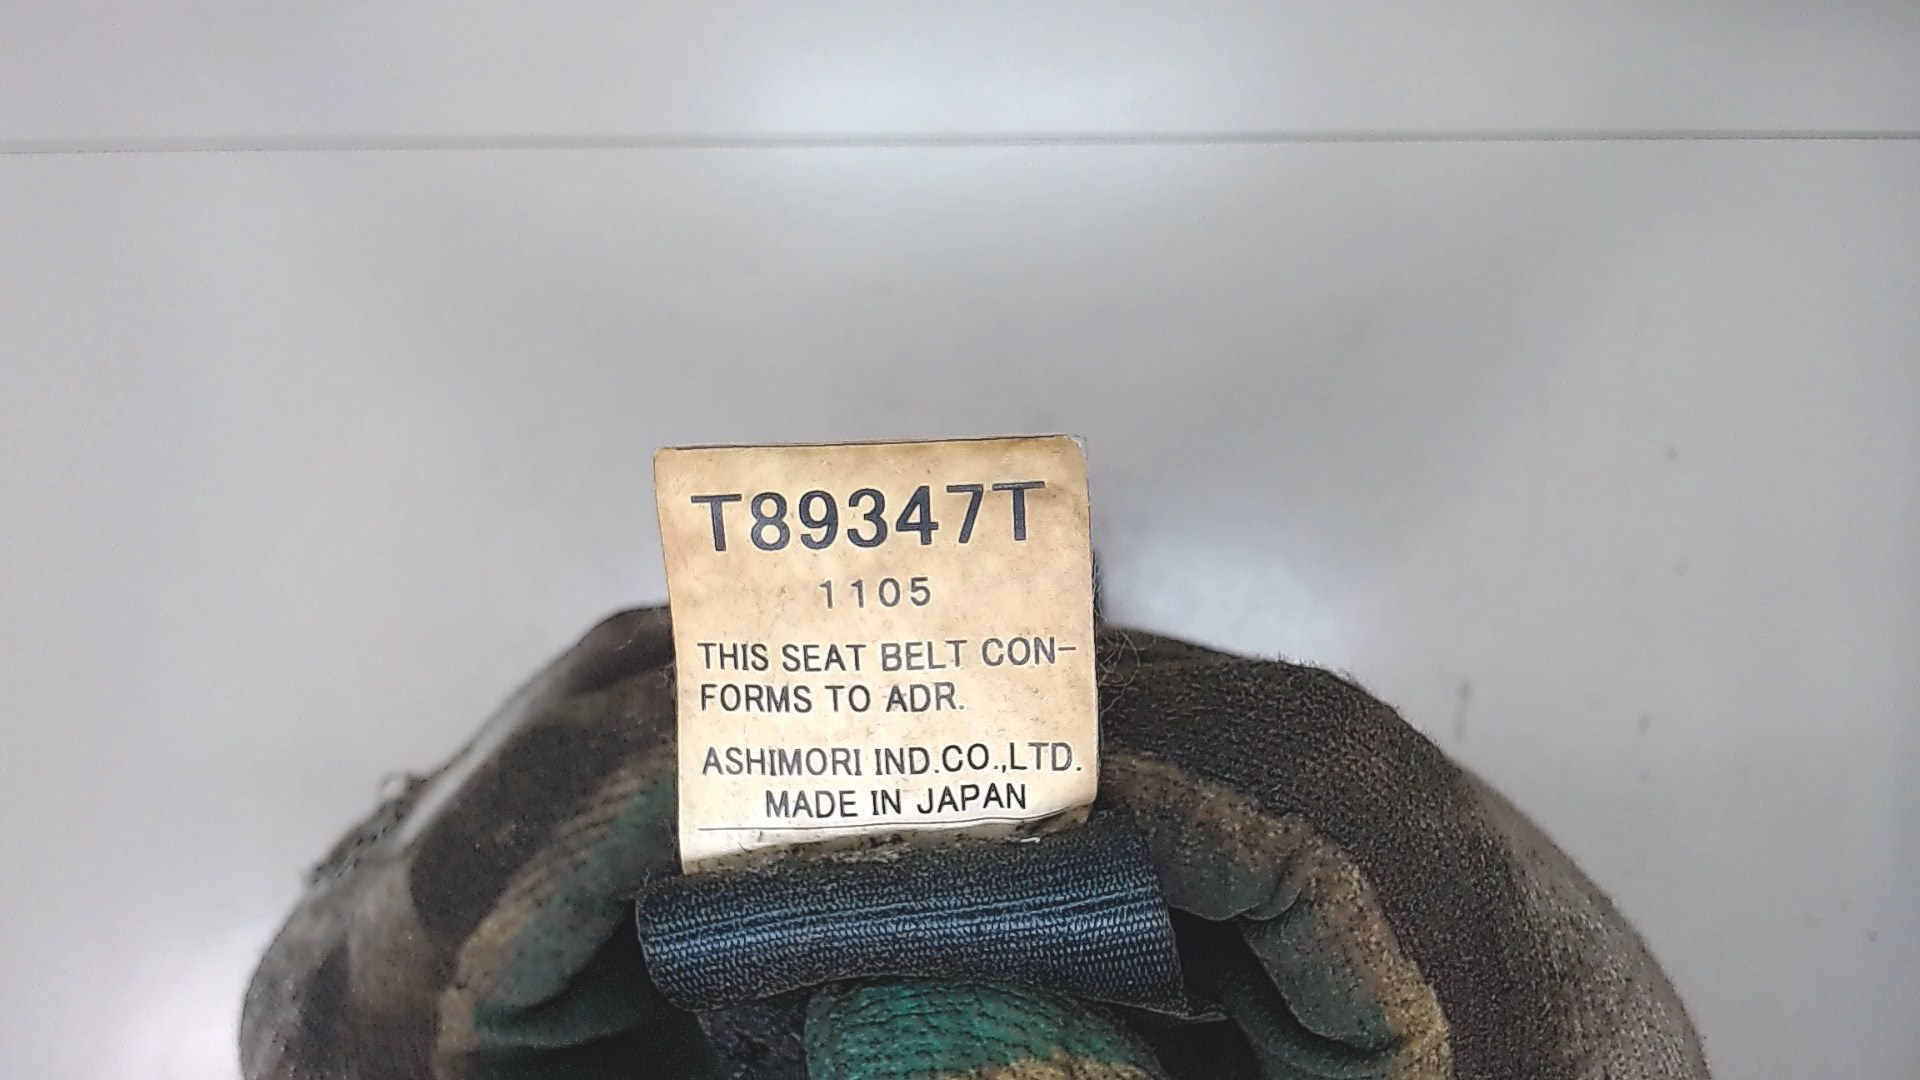 T89347T
1105
THIS SEAT BELT CON-
FORMS TO ADR.
ASHIMORI IND.CO.,LTD.
MADE IN JAPAN